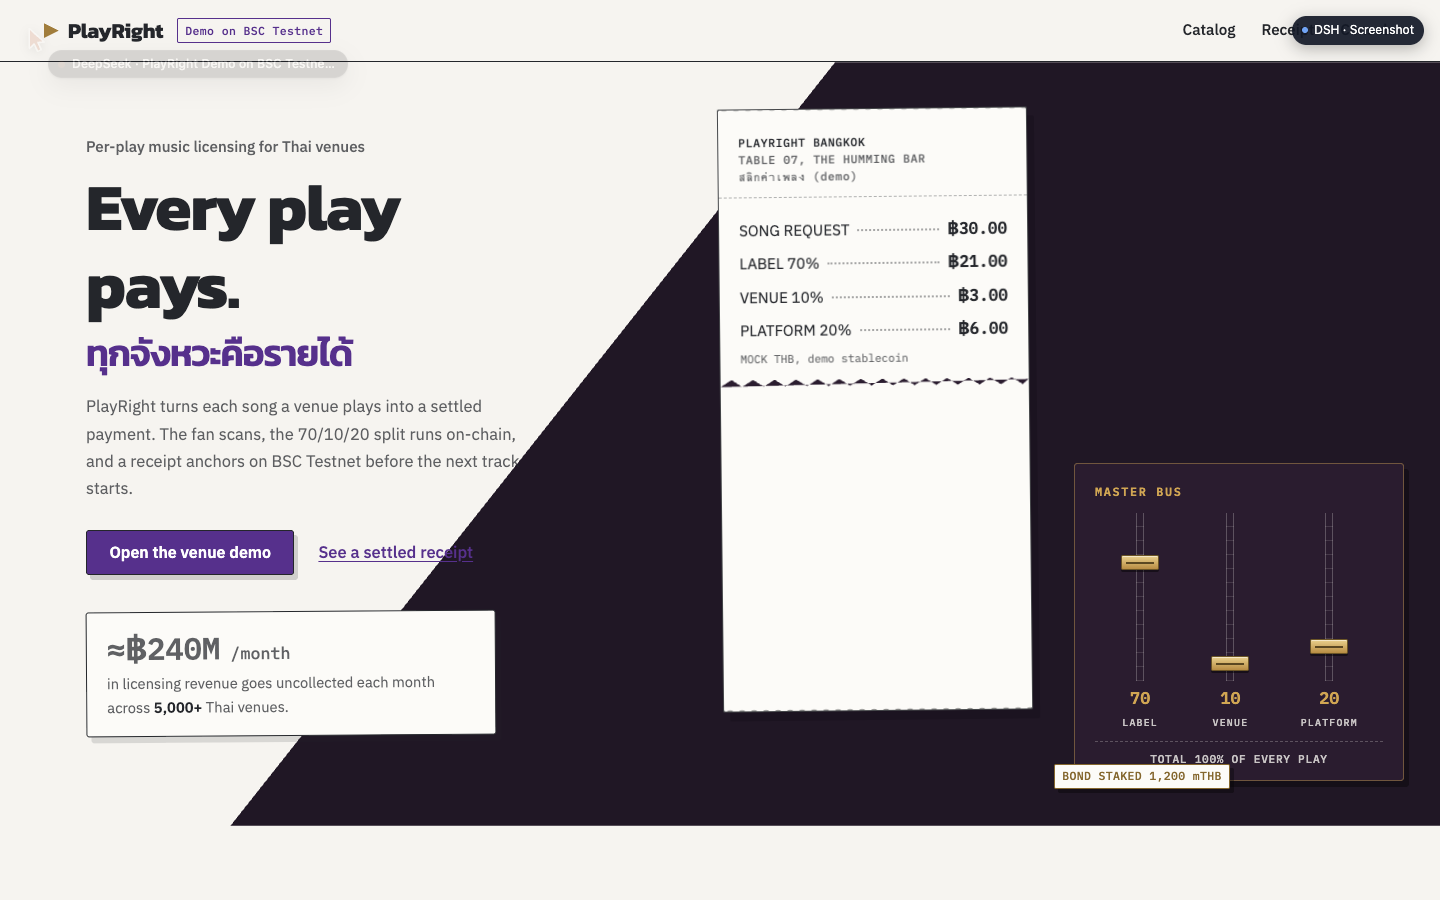 PlayRight
Demo on BSC Testnet
Catalog
Rece
DSH · Screenshot
DeepSeek · PlayRight Demo on BSC Testne...
Per-play music licensing for Thai venues
Every play
pays.
ทุกจังหวะคือรายได้
PlayRight turns each song a venue plays into a settled
payment. The fan scans, the 70/10/20 split runs on-chain,
and a receipt anchors on BSC Testnet before the next track
starts.
Open the venue demo
See a settled receipt
≈฿240M /month
in licensing revenue goes uncollected each month
across 5,000+ Thai venues.
PLAYRIGHT BANGKOK
TABLE 07, THE HUMMING BAR
สลิกค่าเพลง (demo)
SONG REQUEST ฿30.00
LABEL 70% ฿21.00
VENUE 10% ฿3.00
PLATFORM 20% ฿6.00
MOCK THB, demo stablecoin
MASTER BUS
70 10 20
LABEL VENUE PLATFORM
TOTAL 100% OF EVERY PLAY
BOND STAKED 1,200 mTHB